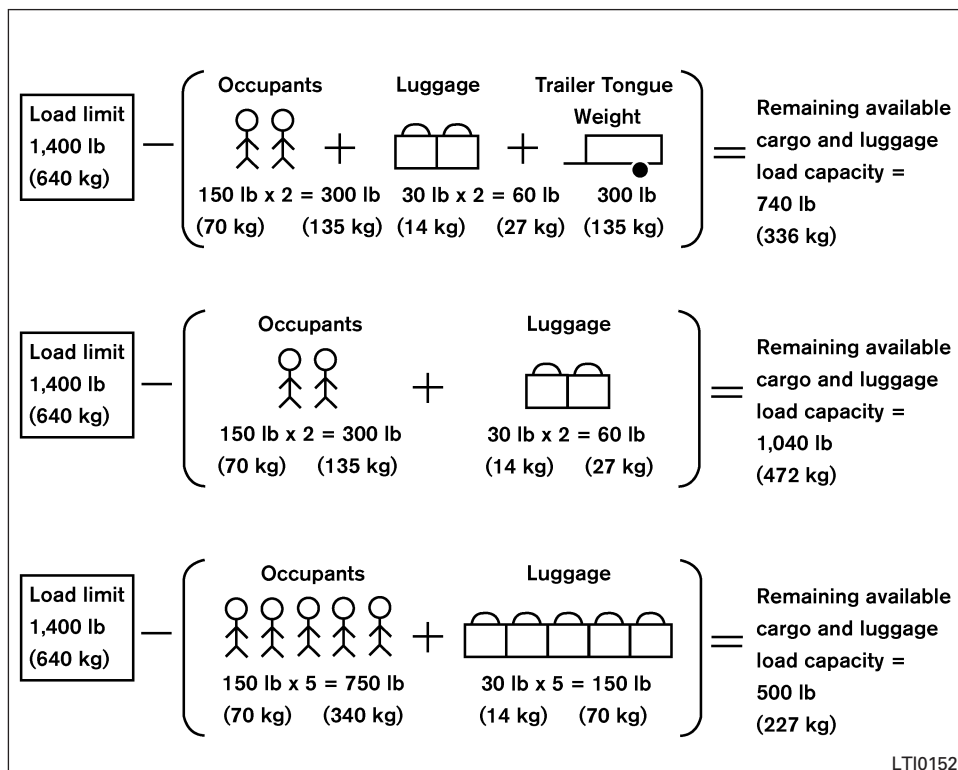 Occupants Luggage Trailer Tongue
Weight
Load limit
1,400 lb
(640 kg)
150 lb x 2 = 300 lb 30 lb x 2 = 60 lb 300 lb
(70 kg) (135 kg) (14 kg) (27 kg) (135 kg)
Remaining available
cargo and luggage
load capacity =
740 lb
(336 kg)
Occupants Luggage
Load limit
1,400 lb
(640 kg)
150 lb x 2 = 300 lb 30 lb x 2 = 60 lb
(70 kg) (135 kg) (14 kg) (27 kg)
Remaining available
cargo and luggage
load capacity =
1,040 lb
(472 kg)
Occupants Luggage
Load limit
1,400 lb
(640 kg)
150 lb x 5 = 750 lb 30 lb x 5 = 150 lb
(70 kg) (340 kg) (14 kg) (70 kg)
Remaining available
cargo and luggage
load capacity =
500 lb
(227 kg)
LTI0152